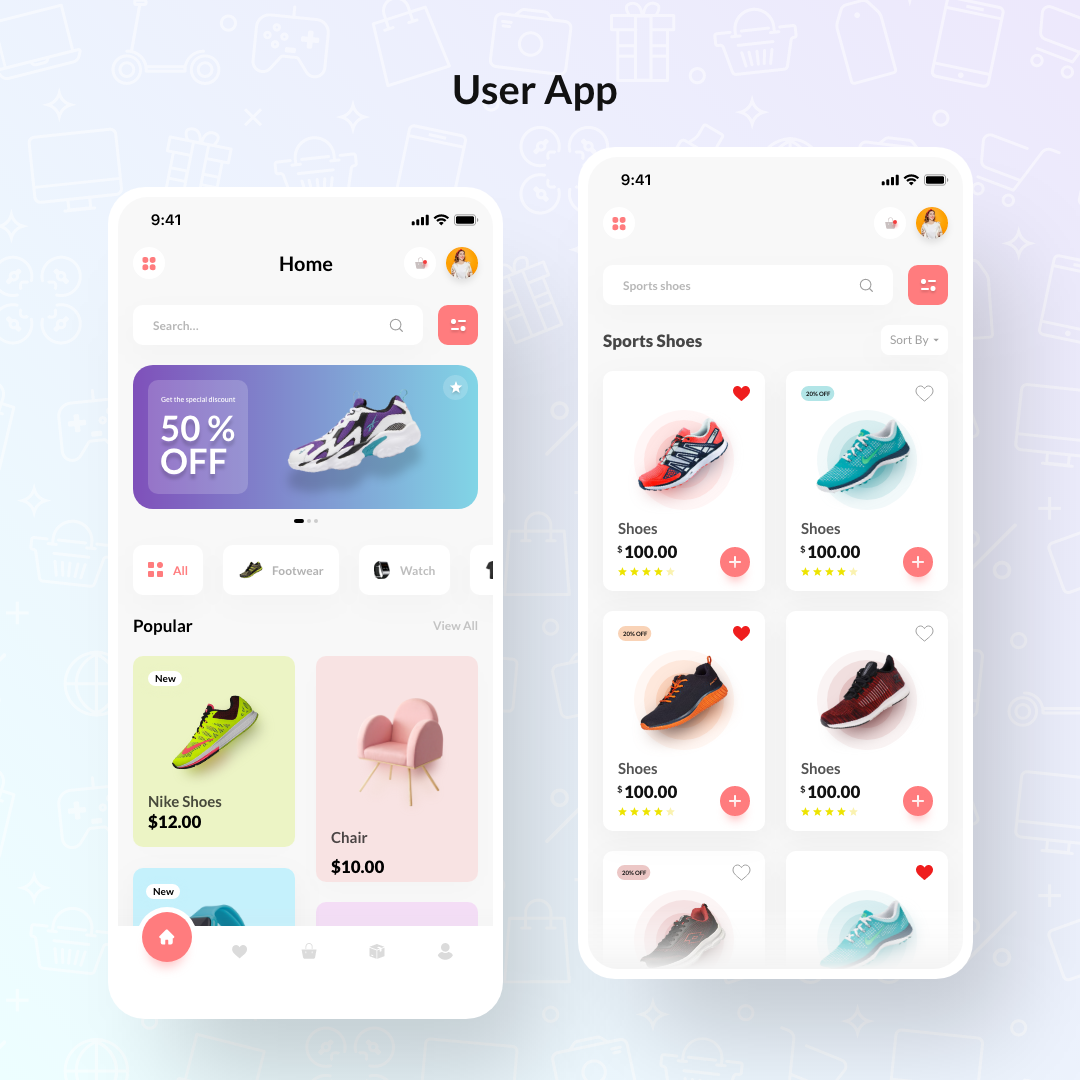 User App
9:41
Home
Search...
Get the special discount
50 %
OFF
All
Footwear
Watch
Popular
View All
New
Nike Shoes
$12.00
Chair
$10.00
New
9:41
Sports shoes
Sports Shoes
Sort By
20% OFF
Shoes
Shoes
$100.00
$100.00
20% OFF
Shoes
Shoes
$100.00
$100.00
20% OFF